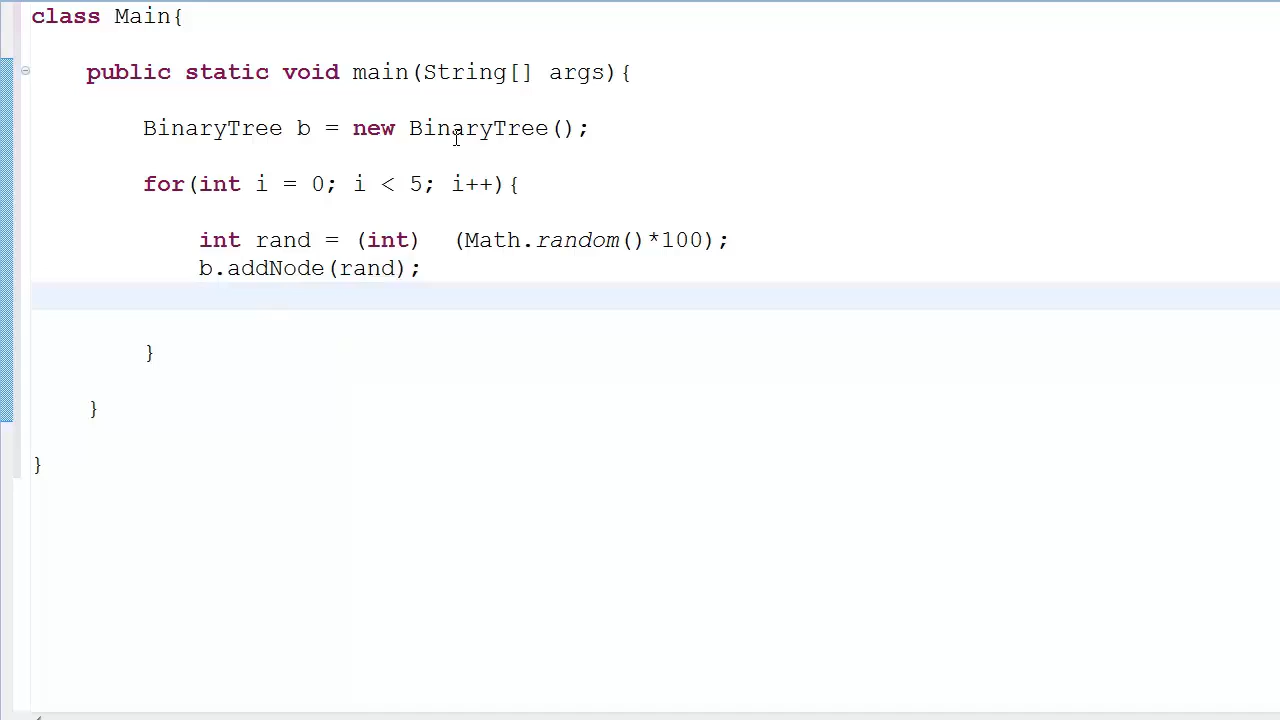 class Main{
public static void main(String[] args){
BinaryTree b = new BinaryTree();
for(int i = 0; i < 5; i++){
int rand = (int)  (Math.random()*100);
b.addNode(rand);
}
}
}